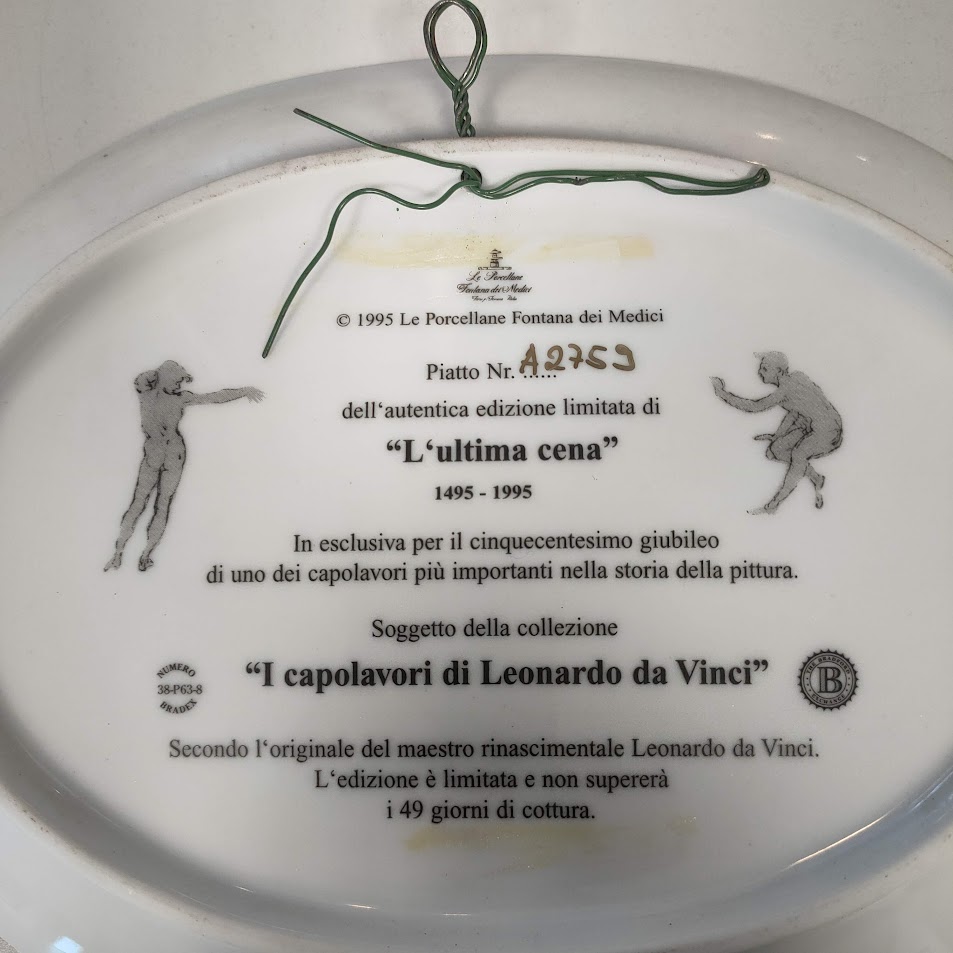 Le Porcellane
Fontana dei Medici
© 1995 Le Porcellane Fontana dei Medici
Piatto Nr. ...... A2759
dell‘autentica edizione limitata di
“L‘ultima cena”
1495 - 1995
In esclusiva per il cinquecentesimo giubileo
di uno dei capolavori più importanti nella storia della pittura.
Soggetto della collezione
“I capolavori di Leonardo da Vinci”
NUMERO
38-P63-8
BRADEX
THE BRADFORD
B
EXCHANGE
Secondo l‘originale del maestro rinascimentale Leonardo da Vinci.
L‘edizione è limitata e non supererà
i 49 giorni di cottura.